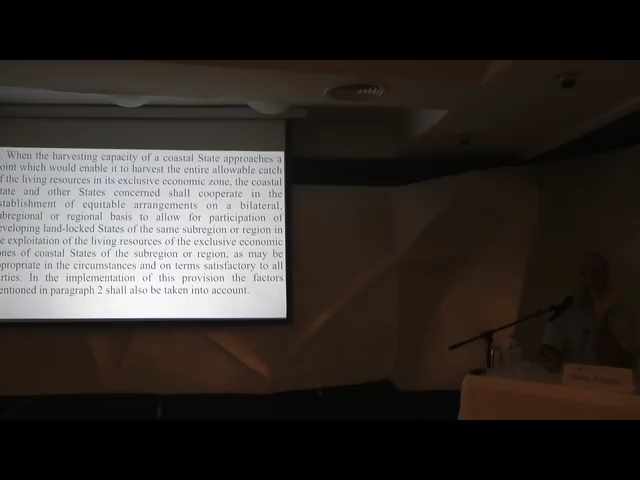 . When the harvesting capacity of a coastal State approaches a
oint which would enable it to harvest the entire allowable catch
f the living resources in its exclusive economic zone, the coastal
tate and other States concerned shall cooperate in the
stablishment of equitable arrangements on a bilateral,
ubregional or regional basis to allow for participation of
eveloping land-locked States of the same subregion or region in
e exploitation of the living resources of the exclusive economic
ones of coastal States of the subregion or region, as may be
propriate in the circumstances and on terms satisfactory to all
rties. In the implementation of this provision the factors
entioned in paragraph 2 shall also be taken into account.